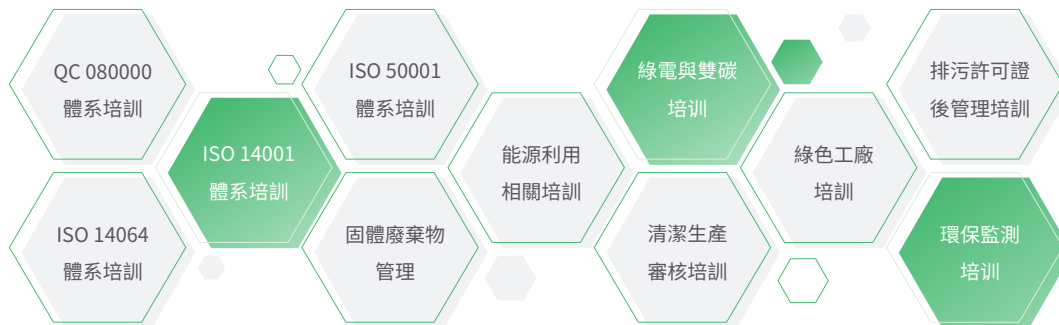 QC 080000
體系培訓
ISO 14001
體系培訓
ISO 14064
體系培訓
ISO 50001
體系培訓
固體廢棄物
管理
能源利用
相關培訓
綠電與雙碳
培训
清潔生產
審核培訓
綠色工廠
培訓
排污許可證
後管理培訓
環保監測
培训